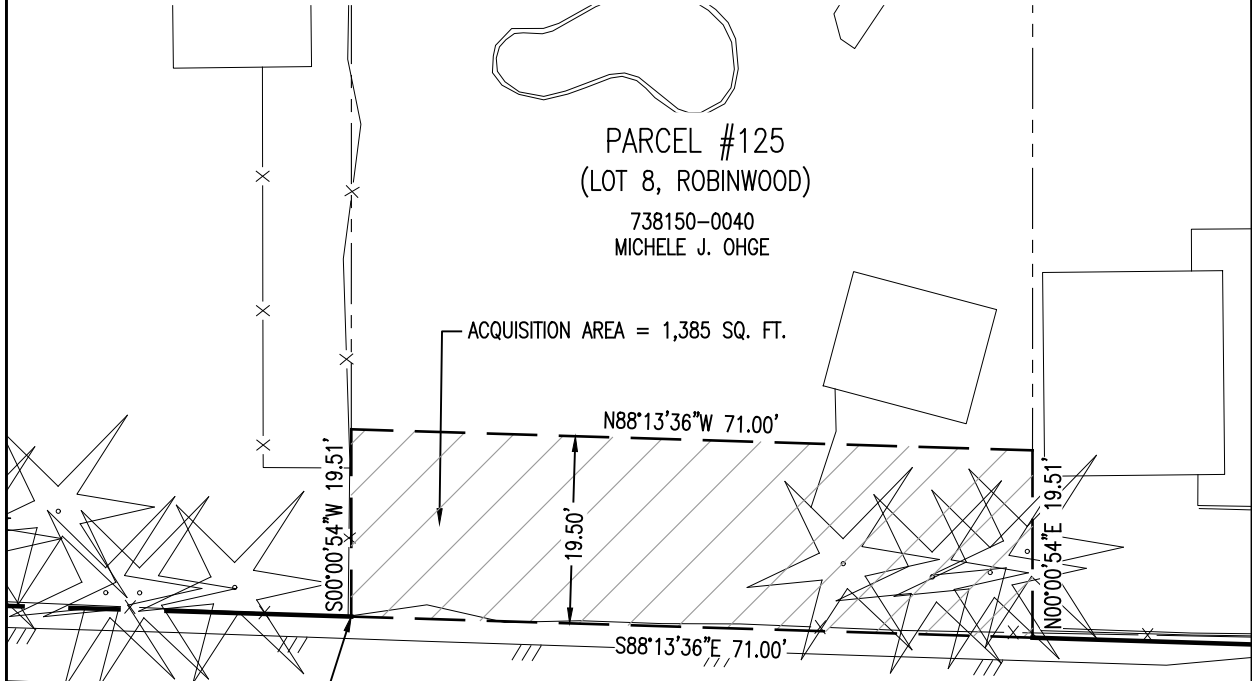 PARCEL #125
(LOT 8, ROBINWOOD)
738150-0040
MICHELE J. OHGE
ACQUISITION AREA = 1,385 SQ. FT.
N88°13'36"W 71.00'
S00°00'54"W 19.51'
19.50'
N00°00'54"E 19.51'
S88°13'36"E 71.00'